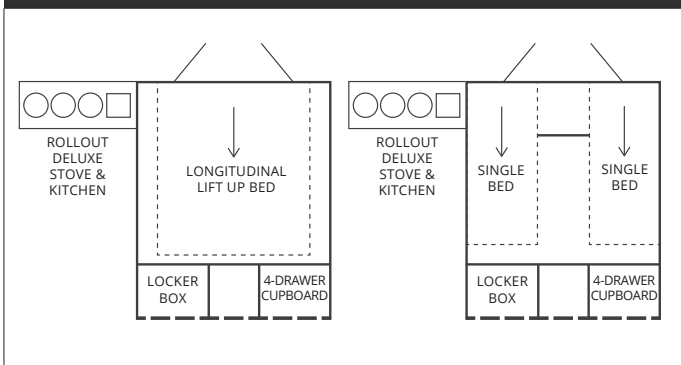 ROLLOUT
DELUXE
STOVE &
KITCHEN
LONGITUDINAL
LIFT UP BED
LOCKER
BOX
4-DRAWER
CUPBOARD
ROLLOUT
DELUXE
STOVE &
KITCHEN
SINGLE
BED
SINGLE
BED
LOCKER
BOX
4-DRAWER
CUPBOARD